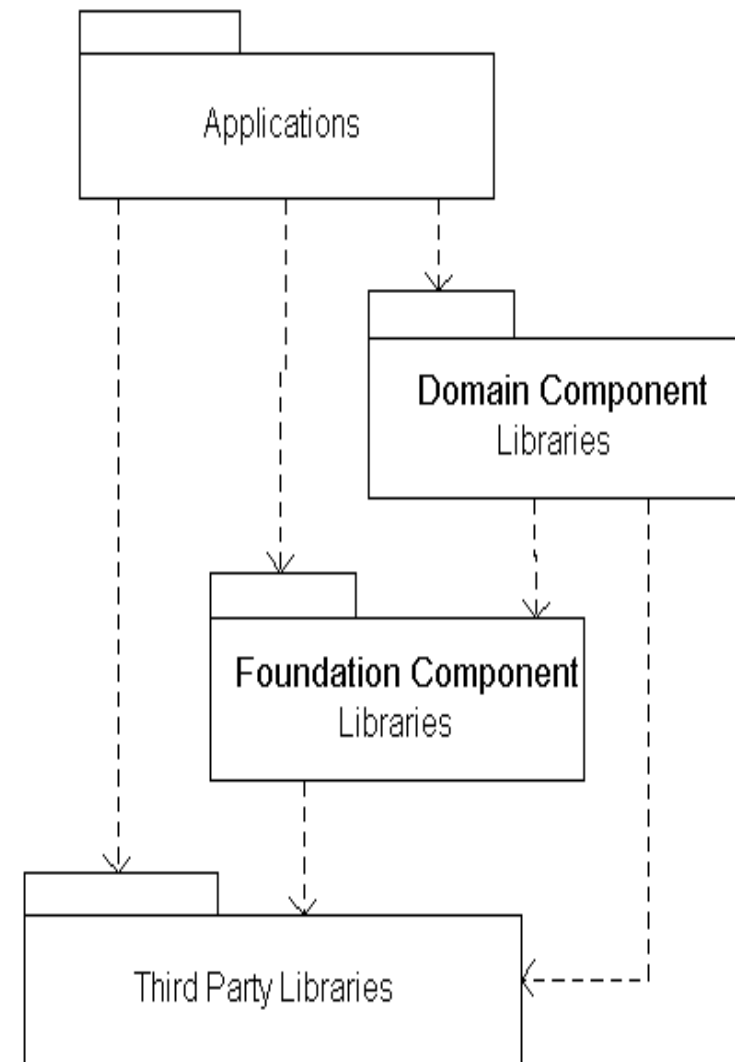 Applications
Domain Component
Libraries
Foundation Component
Libraries
Third Party Libraries